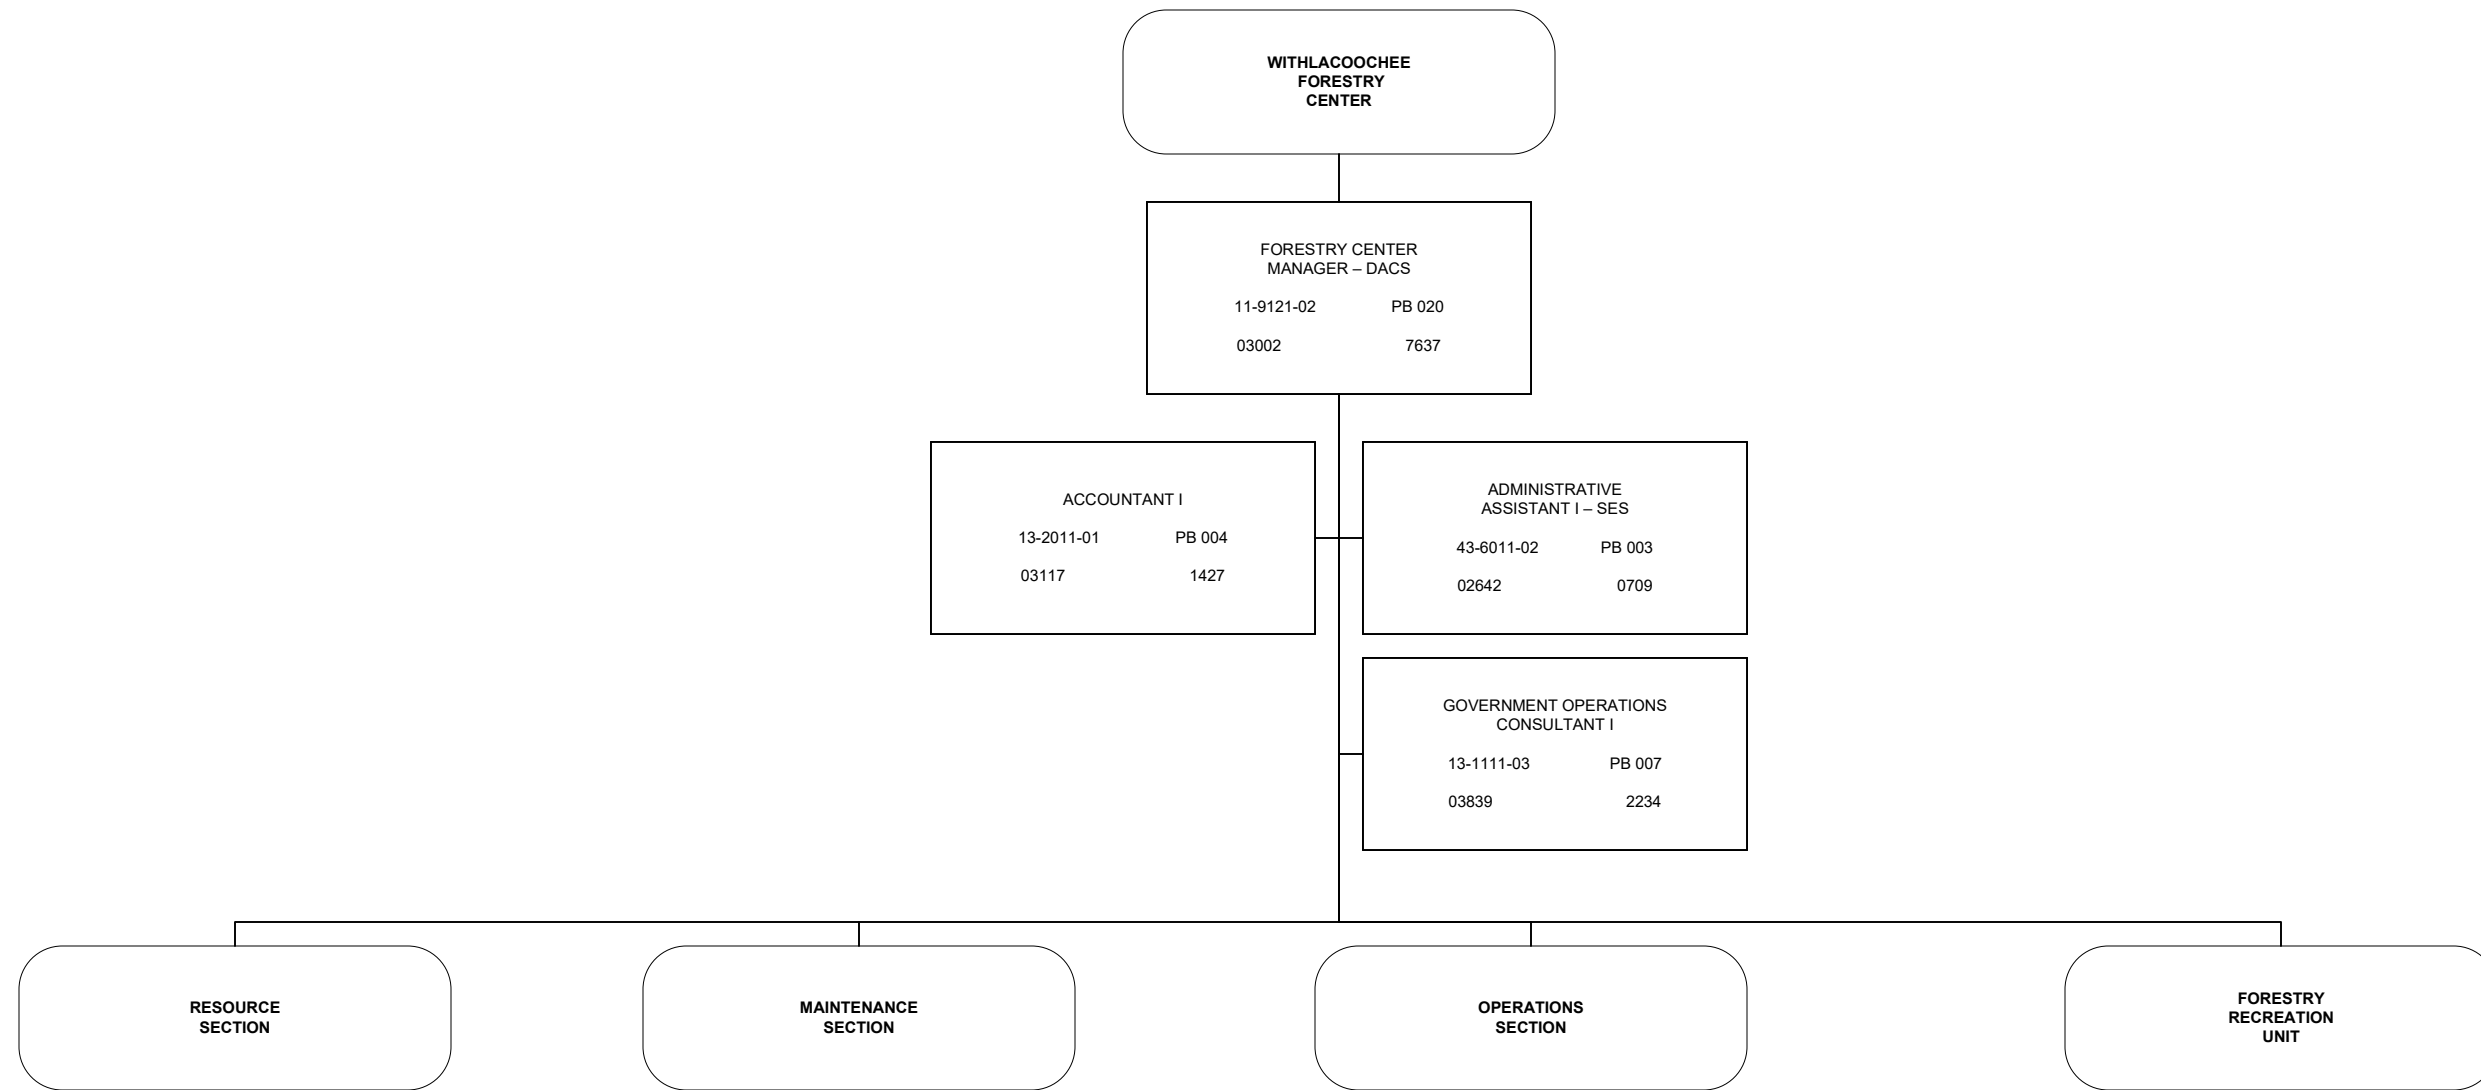 WITHLACOOCHEE
FORESTRY
CENTER
FORESTRY CENTER
MANAGER – DACS
11-9121-02 PB 020
03002 7637
ACCOUNTANT I
13-2011-01 PB 004
03117 1427
ADMINISTRATIVE
ASSISTANT I – SES
43-6011-02 PB 003
02642 0709
GOVERNMENT OPERATIONS
CONSULTANT I
13-1111-03 PB 007
03839 2234
RESOURCE
SECTION
MAINTENANCE
SECTION
OPERATIONS
SECTION
FORESTRY
RECREATION
UNIT